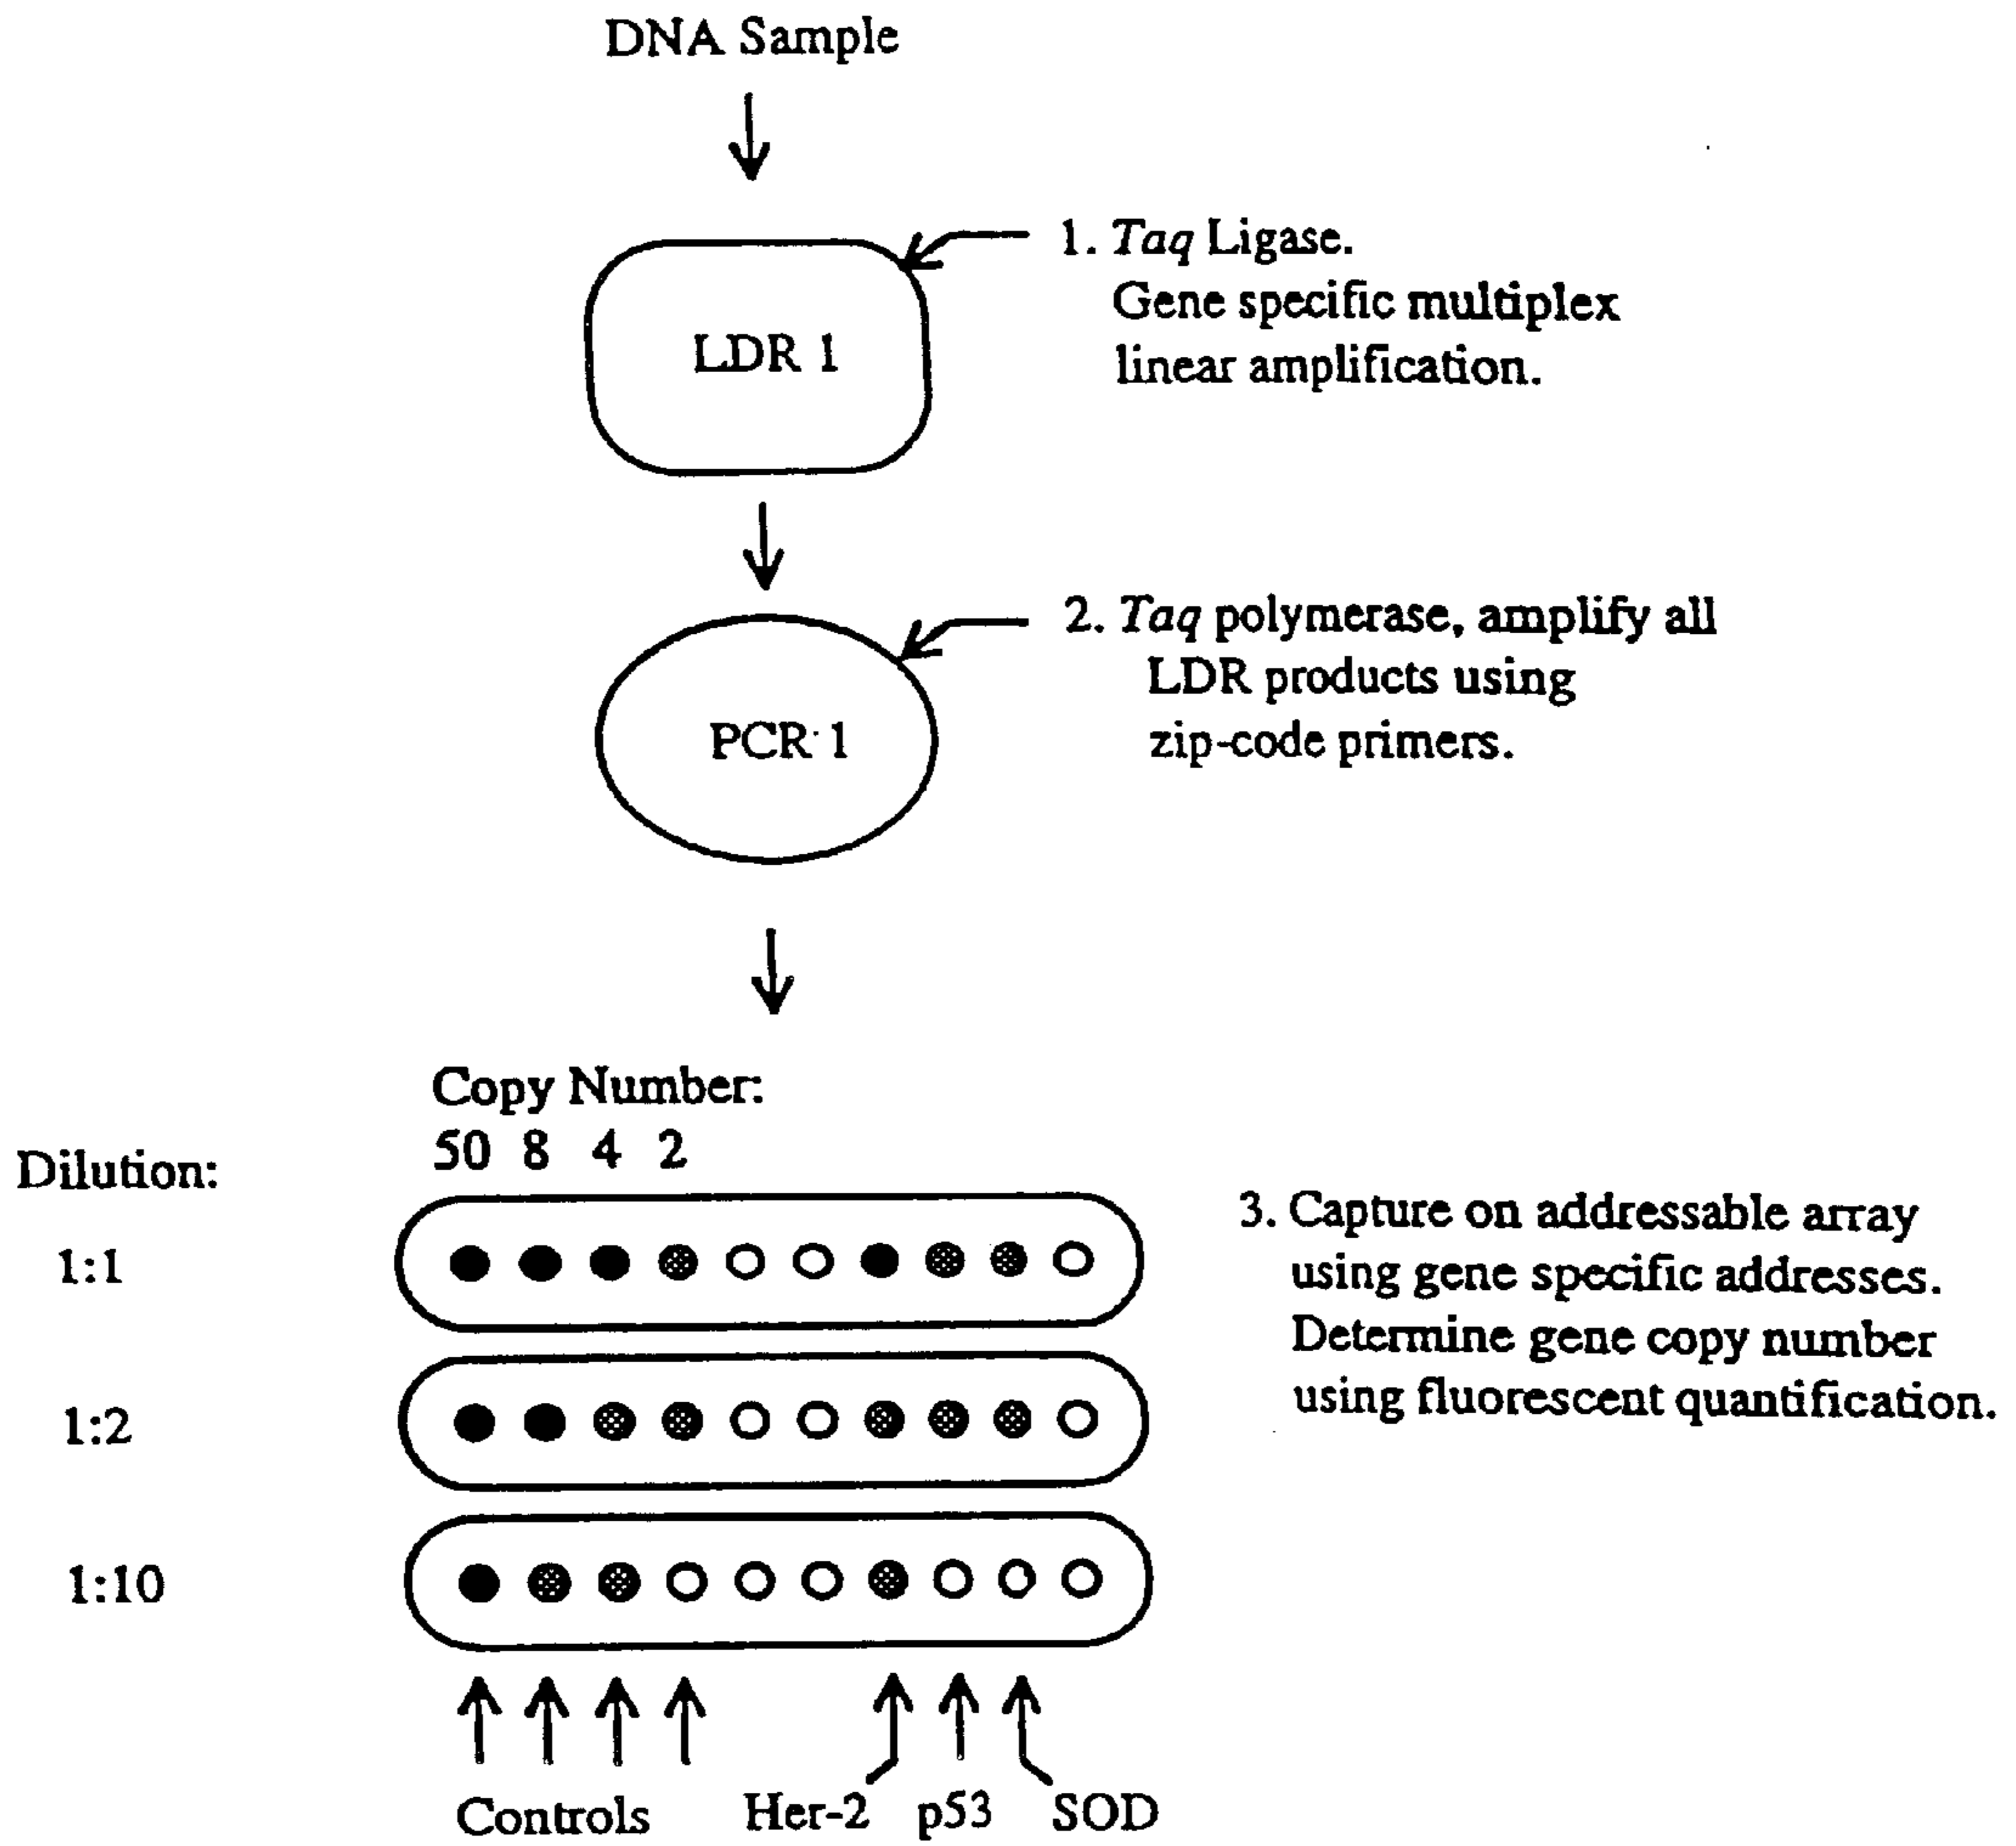 DNA Sample
1. Taq Ligase.
Gene specific multiplex
linear amplification.
LDR 1
2. Taq polymerase, amplify all
LDR products using
zip-code primers.
PCR 1
Copy Number:
50 8 4 2
Dilution:
1:1
1:2
1:10
3. Capture on addressable array
using gene specific addresses.
Determine gene copy number
using fluorescent quantification.
Controls
Her-2
p53
SOD